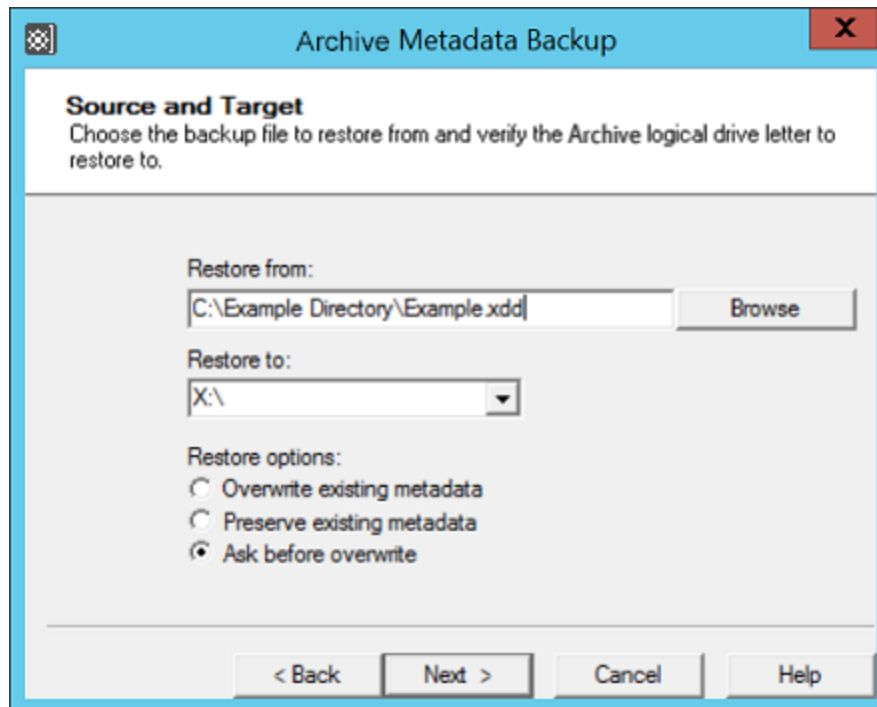 Archive Metadata Backup
X
Source and Target
Choose the backup file to restore from and verify the Archive logical drive letter to
restore to.
Restore from:
C:\Example Directory\Example.xdd
Browse
Restore to:
X:\
Restore options:
Overwrite existing metadata
Preserve existing metadata
Ask before overwrite
< Back
Next >
Cancel
Help